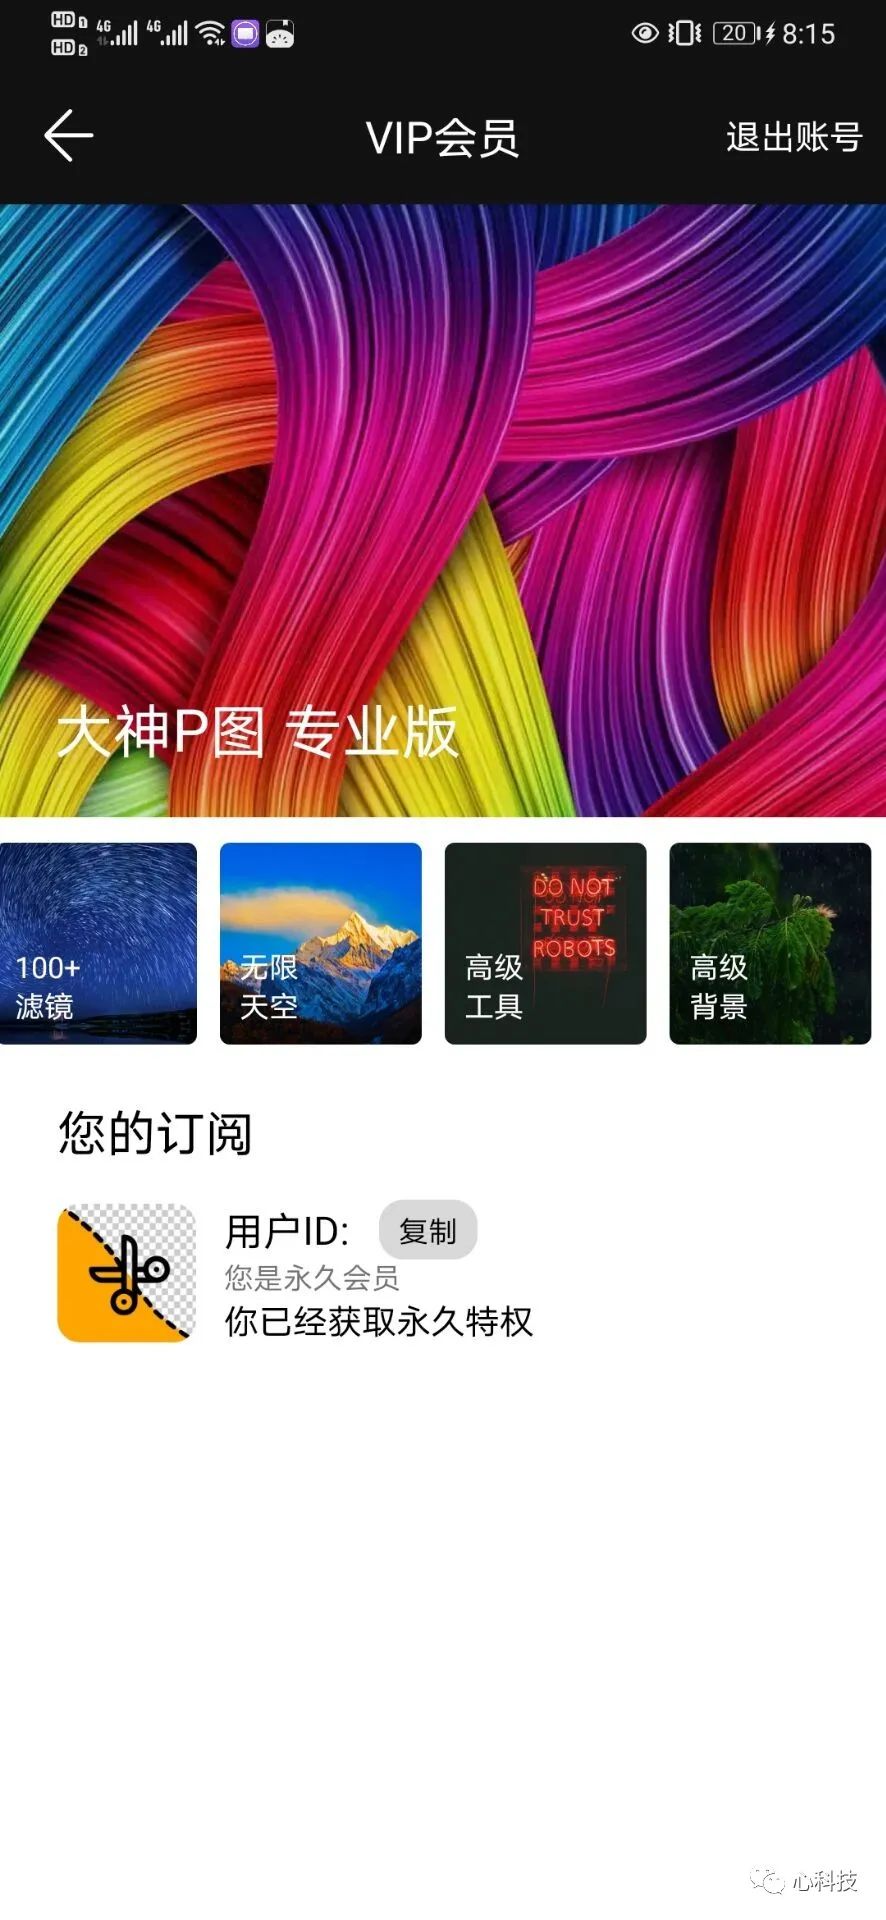 HD 1 4G 4G 20 8:15
HD 2
VIP会员
退出账号
大神P图 专业版
100+
滤镜
无限
天空
DO NOT
TRUST
ROBOTS
高级
工具
高级
背景
您的订阅
用户ID: 复制
您是永久会员
你已经获取永久特权
心科技